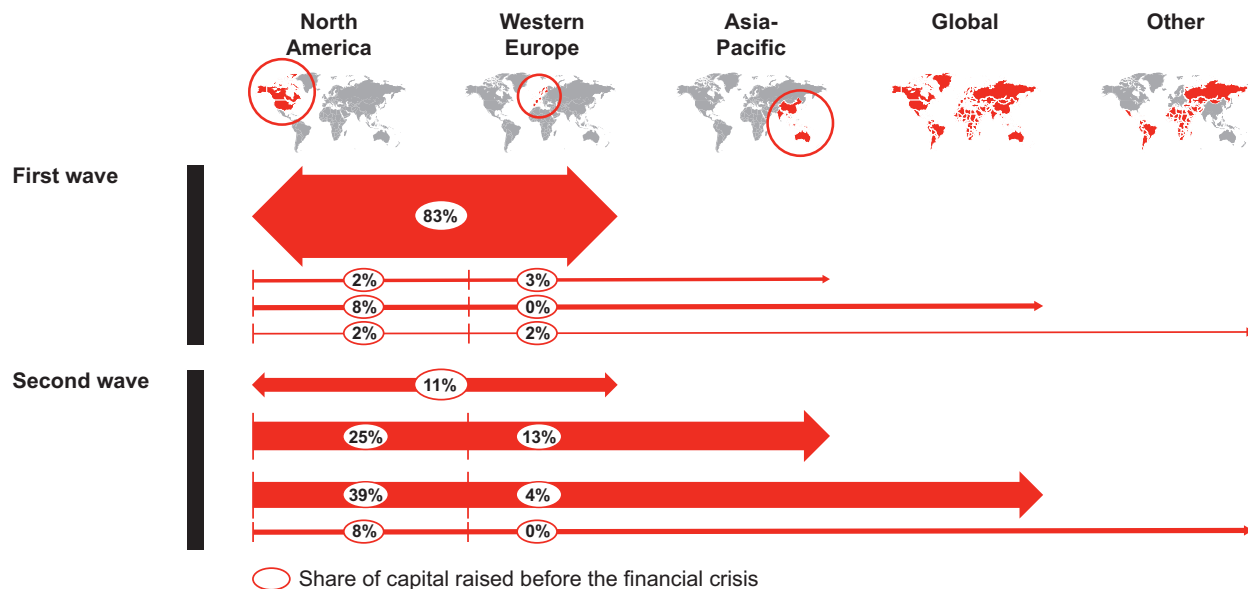 North
America
Western
Europe
Asia-
Pacific
Global
Other
First wave
83%
2% 3%
8% 0%
2% 2%
Second wave
11%
25% 13%
39% 4%
8% 0%
Share of capital raised before the financial crisis